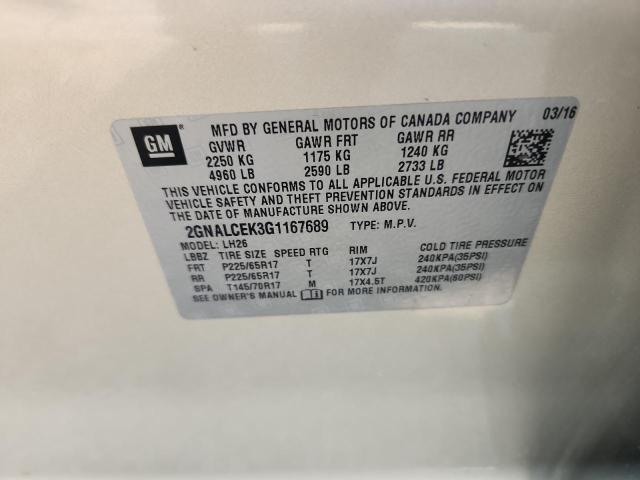 GM
MFD BY GENERAL MOTORS OF CANADA COMPANY 03/16
GVWR GAWR FRT GAWR RR
2250 KG 1175 KG 1240 KG
4960 LB 2590 LB 2733 LB
THIS VEHICLE CONFORMS TO ALL APPLICABLE U.S. FEDERAL MOTOR
VEHICLE SAFETY AND THEFT PREVENTION STANDARDS IN EFFECT ON
THE DATE OF MANUFACTURE SHOWN ABOVE.
2GNALCEK3G1167689 TYPE: M.P.V.
MODEL: LH26
LBBZ TIRE SIZE SPEED RTG RIM COLD TIRE PRESSURE
FRT P225/65R17 T 17X7J 240KPA(35PSI)
RR P225/65R17 T 17X7J 240KPA(35PSI)
SPA T145/70R17 M 17X4.5T 420KPA(60PSI)
SEE OWNER'S MANUAL FOR MORE INFORMATION